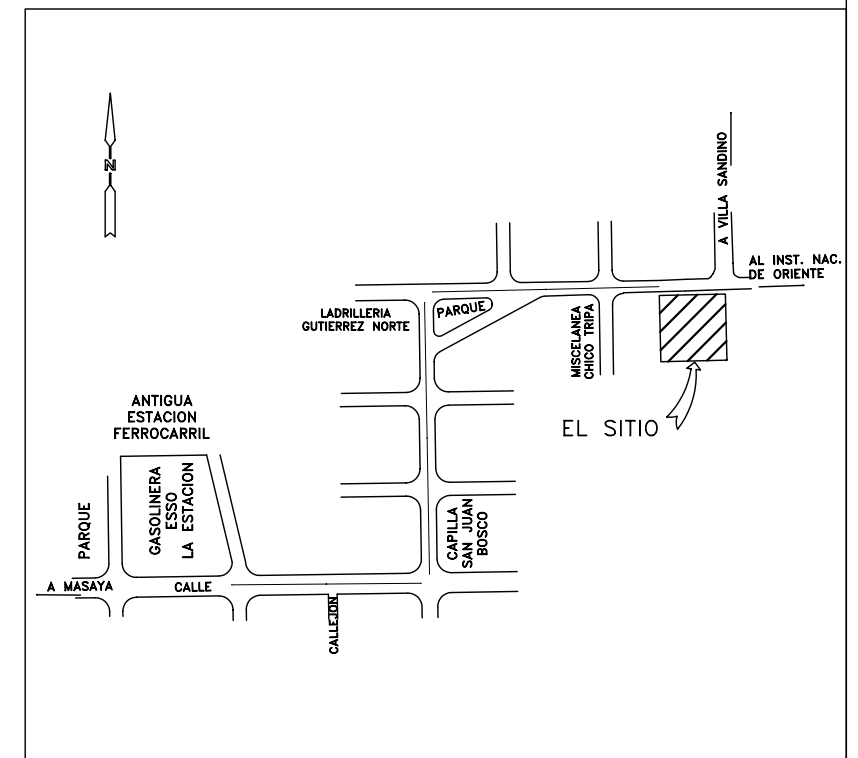 N
A VILLA SANDINO
AL INST. NAC.
DE ORIENTE
LADRILLERIA
GUTIERREZ NORTE
PARQUE
MISCELANEA
CHICO TRIPA
EL SITIO
ANTIGUA
ESTACION
FERROCARRIL
PARQUE
GASOLINERA
ESSO
LA ESTACION
CAPILLA
SAN JUAN
BOSCO
A MASAYA
CALLE
CALLEJON